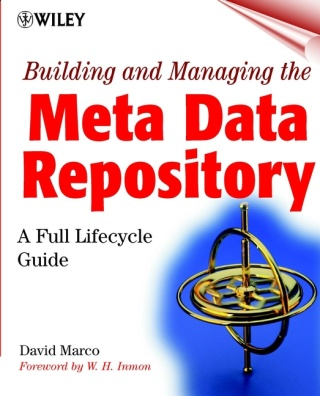 WILEY
Building and Managing the
Meta Data
Repository
A Full Lifecycle
Guide
David Marco
Foreword by W. H. Inmon